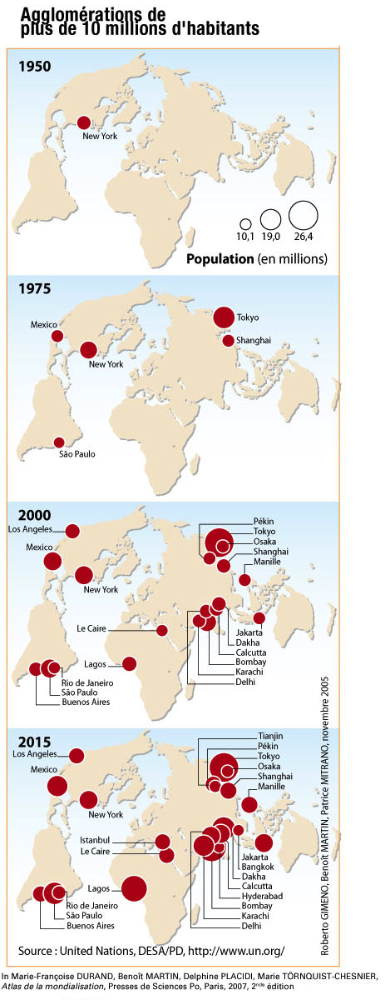 Agglomérations de
plus de 10 millions d'habitants
1950
New York
10,1 19,0 26,4
Population (en millions)
1975
Mexico
Tokyo
Shanghai
New York
São Paulo
2000
Los Angeles
Mexico
New York
Pékin
Tokyo
Osaka
Shanghai
Manille
Le Caire
Lagos
Jakarta
Dakha
Calcutta
Bombay
Karachi
Delhi
Rio de Janeiro
São Paulo
Buenos Aires
2015
Los Angeles
Mexico
New York
Tianjin
Pékin
Tokyo
Osaka
Shanghai
Manille
Istanbul
Le Caire
Lagos
Jakarta
Bangkok
Dakha
Calcutta
Hyderabad
Bombay
Karachi
Delhi
Rio de Janeiro
São Paulo
Buenos Aires
Source : United Nations, DESA/PD, http://www.un.org/
Roberto GIMENO, Benoît MARTIN, Patrice MITRANO, novembre 2005
In Marie-Françoise DURAND, Benoît MARTIN, Delphine PLACIDI, Marie TÖRNQUIST-CHESNIER,
Atlas de la mondialisation, Presses de Sciences Po, Paris, 2007, 2nde édition